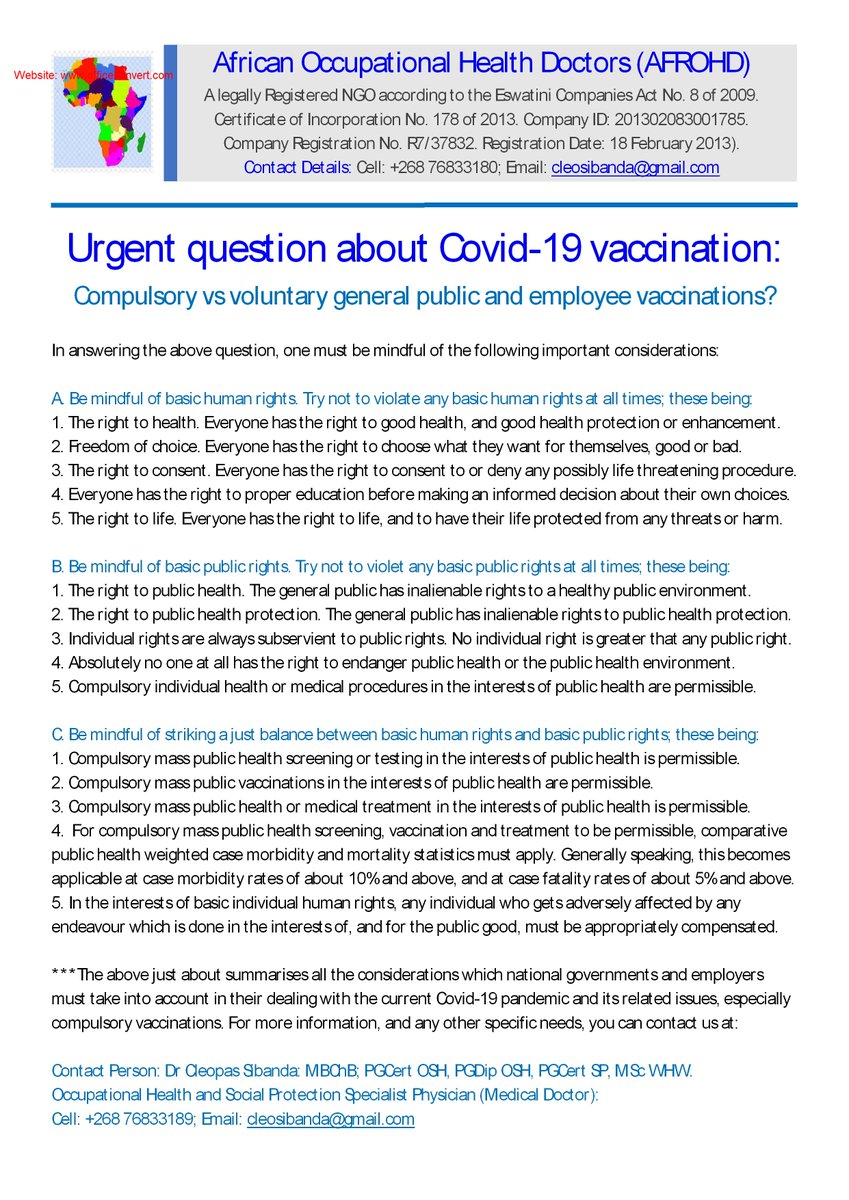 African Occupational Health Doctors (AFROHD)
Website: www.officeconvert.com
A legally Registered NGO according to the Eswatini Companies Act No. 8 of 2009.
Certificate of Incorporation No. 178 of 2013. Company ID: 201302083001785.
Company Registration No. R7/37832. Registration Date: 18 February 2013).
Contact Details: Cell: +268 76833180; Email: cleosibanda@gmail.com
Urgent question about Covid-19 vaccination:
Compulsory vs voluntary general public and employee vaccinations?
In answering the above question, one must be mindful of the following important considerations:
A. Be mindful of basic human rights. Try not to violate any basic human rights at all times; these being:
1. The right to health. Everyone has the right to good health, and good health protection or enhancement.
2. Freedom of choice. Everyone has the right to choose what they want for themselves, good or bad.
3. The right to consent. Everyone has the right to consent to or deny any possibly life threatening procedure.
4. Everyone has the right to proper education before making an informed decision about their own choices.
5. The right to life. Everyone has the right to life, and to have their life protected from any threats or harm.
B. Be mindful of basic public rights. Try not to violet any basic public rights at all times; these being:
1. The right to public health. The general public has inalienable rights to a healthy public environment.
2. The right to public health protection. The general public has inalienable rights to public health protection.
3. Individual rights are always subservient to public rights. No individual right is greater that any public right.
4. Absolutely no one at all has the right to endanger public health or the public health environment.
5. Compulsory individual health or medical procedures in the interests of public health are permissible.
C. Be mindful of striking a just balance between basic human rights and basic public rights; these being:
1. Compulsory mass public health screening or testing in the interests of public health is permissible.
2. Compulsory mass public vaccinations in the interests of public health are permissible.
3. Compulsory mass public health or medical treatment in the interests of public health is permissible.
4. For compulsory mass public health screening, vaccination and treatment to be permissible, comparative
public health weighted case morbidity and mortality statistics must apply. Generally speaking, this becomes
applicable at case morbidity rates of about 10% and above, and at case fatality rates of about 5% and above.
5. In the interests of basic individual human rights, any individual who gets adversely affected by any
endeavour which is done in the interests of, and for the public good, must be appropriately compensated.
***The above just about summarises all the considerations which national governments and employers
must take into account in their dealing with the current Covid-19 pandemic and its related issues, especially
compulsory vaccinations. For more information, and any other specific needs, you can contact us at:
Contact Person: Dr Cleopas Sibanda: MBChB; PGCert OSH, PGDip OSH, PGCert SP, MSc WHW.
Occupational Health and Social Protection Specialist Physician (Medical Doctor):
Cell: +268 76833189; Email: cleosibanda@gmail.com